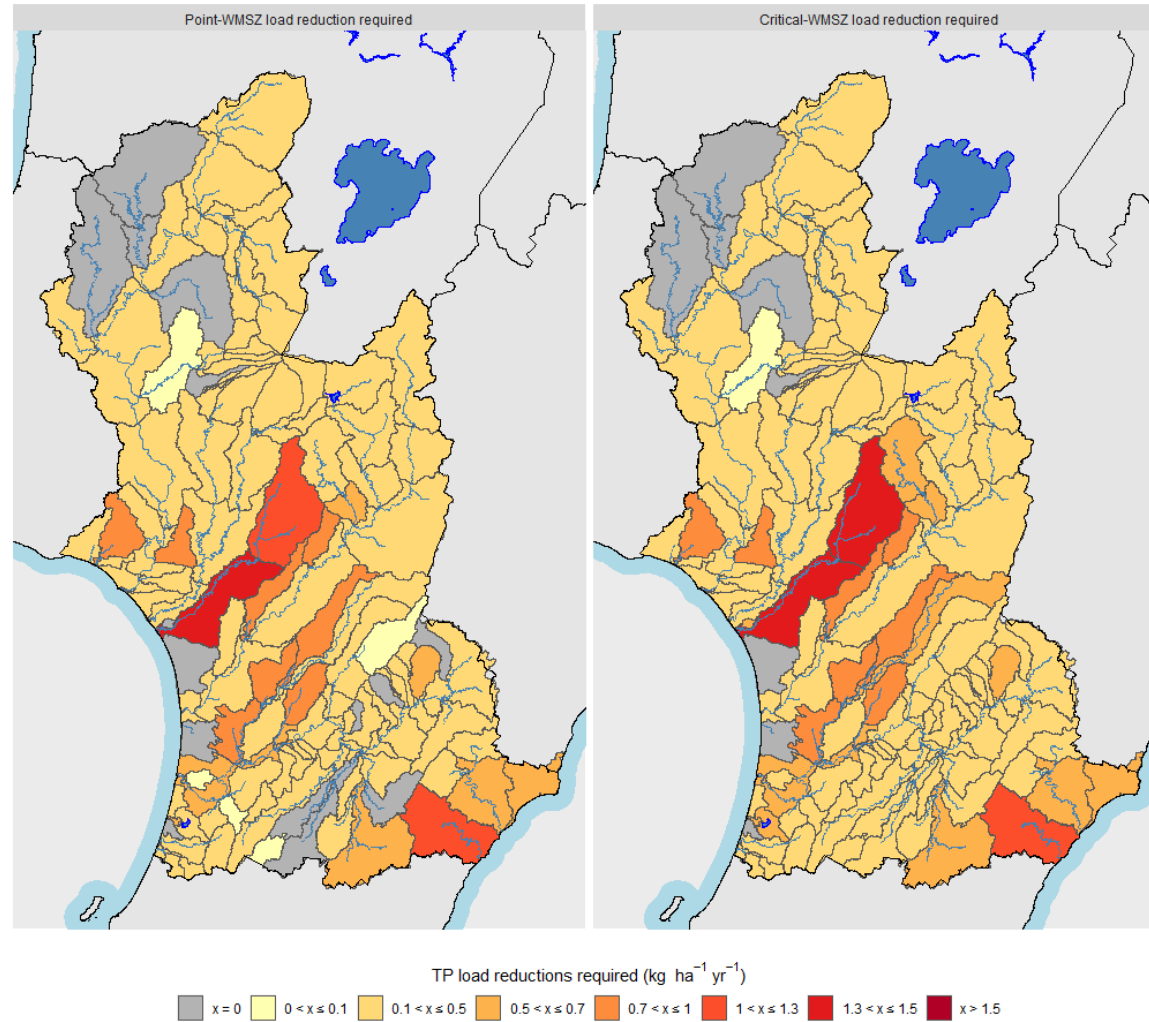 Point-WMSZ load reduction required
Critical-WMSZ load reduction required
TP load reductions required (kg ha⁻¹ yr⁻¹)
x = 0
0 < x ≤ 0.1
0.1 < x ≤ 0.5
0.5 < x ≤ 0.7
0.7 < x ≤ 1
1 < x ≤ 1.3
1.3 < x ≤ 1.5
x > 1.5